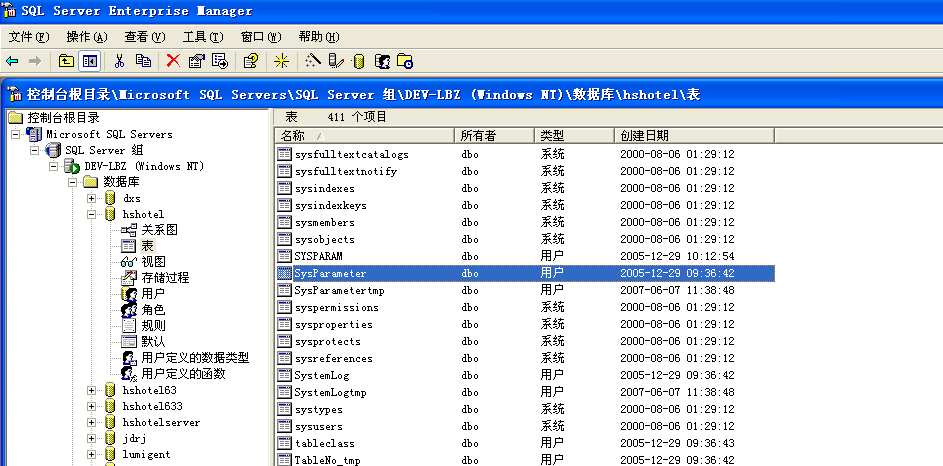 SQL Server Enterprise Manager
文件(F) 操作(A) 查看(V) 工具(T) 窗口(W) 帮助(H)
控制台根目录\Microsoft SQL Servers\SQL Server 组\DEV-LBZ (Windows NT)\数据库\hshotel\表
控制台根目录
Microsoft SQL Servers
SQL Server 组
DEV-LBZ (Windows NT)
数据库
dxs
hshotel
关系图
表
视图
存储过程
用户
角色
规则
默认
用户定义的数据类型
用户定义的函数
hshotel63
hshotel633
hshotelserver
jdrj
lumigent
表 411 个项目
名称 所有者 类型 创建日期
sysfulltextcatalogs dbo 系统 2000-08-06 01:29:12
sysfulltextnotify dbo 系统 2000-08-06 01:29:12
sysindexes dbo 系统 2000-08-06 01:29:12
sysindexkeys dbo 系统 2000-08-06 01:29:12
sysmembers dbo 系统 2000-08-06 01:29:12
sysobjects dbo 系统 2000-08-06 01:29:12
SYSPARAM dbo 用户 2005-12-29 10:12:54
SysParameter dbo 用户 2005-12-29 09:36:42
SysParametertmp dbo 用户 2007-06-07 11:38:48
syspermissions dbo 系统 2000-08-06 01:29:12
sysproperties dbo 系统 2000-08-06 01:29:12
sysprotects dbo 系统 2000-08-06 01:29:12
sysreferences dbo 系统 2000-08-06 01:29:12
SystemLog dbo 用户 2005-12-29 09:36:42
SystemLogtmp dbo 用户 2007-06-07 11:38:48
systypes dbo 系统 2000-08-06 01:29:12
sysusers dbo 系统 2000-08-06 01:29:12
tableclass dbo 用户 2005-12-29 09:36:43
TableNo_tmp dbo 用户 2005-12-29 09:36:42